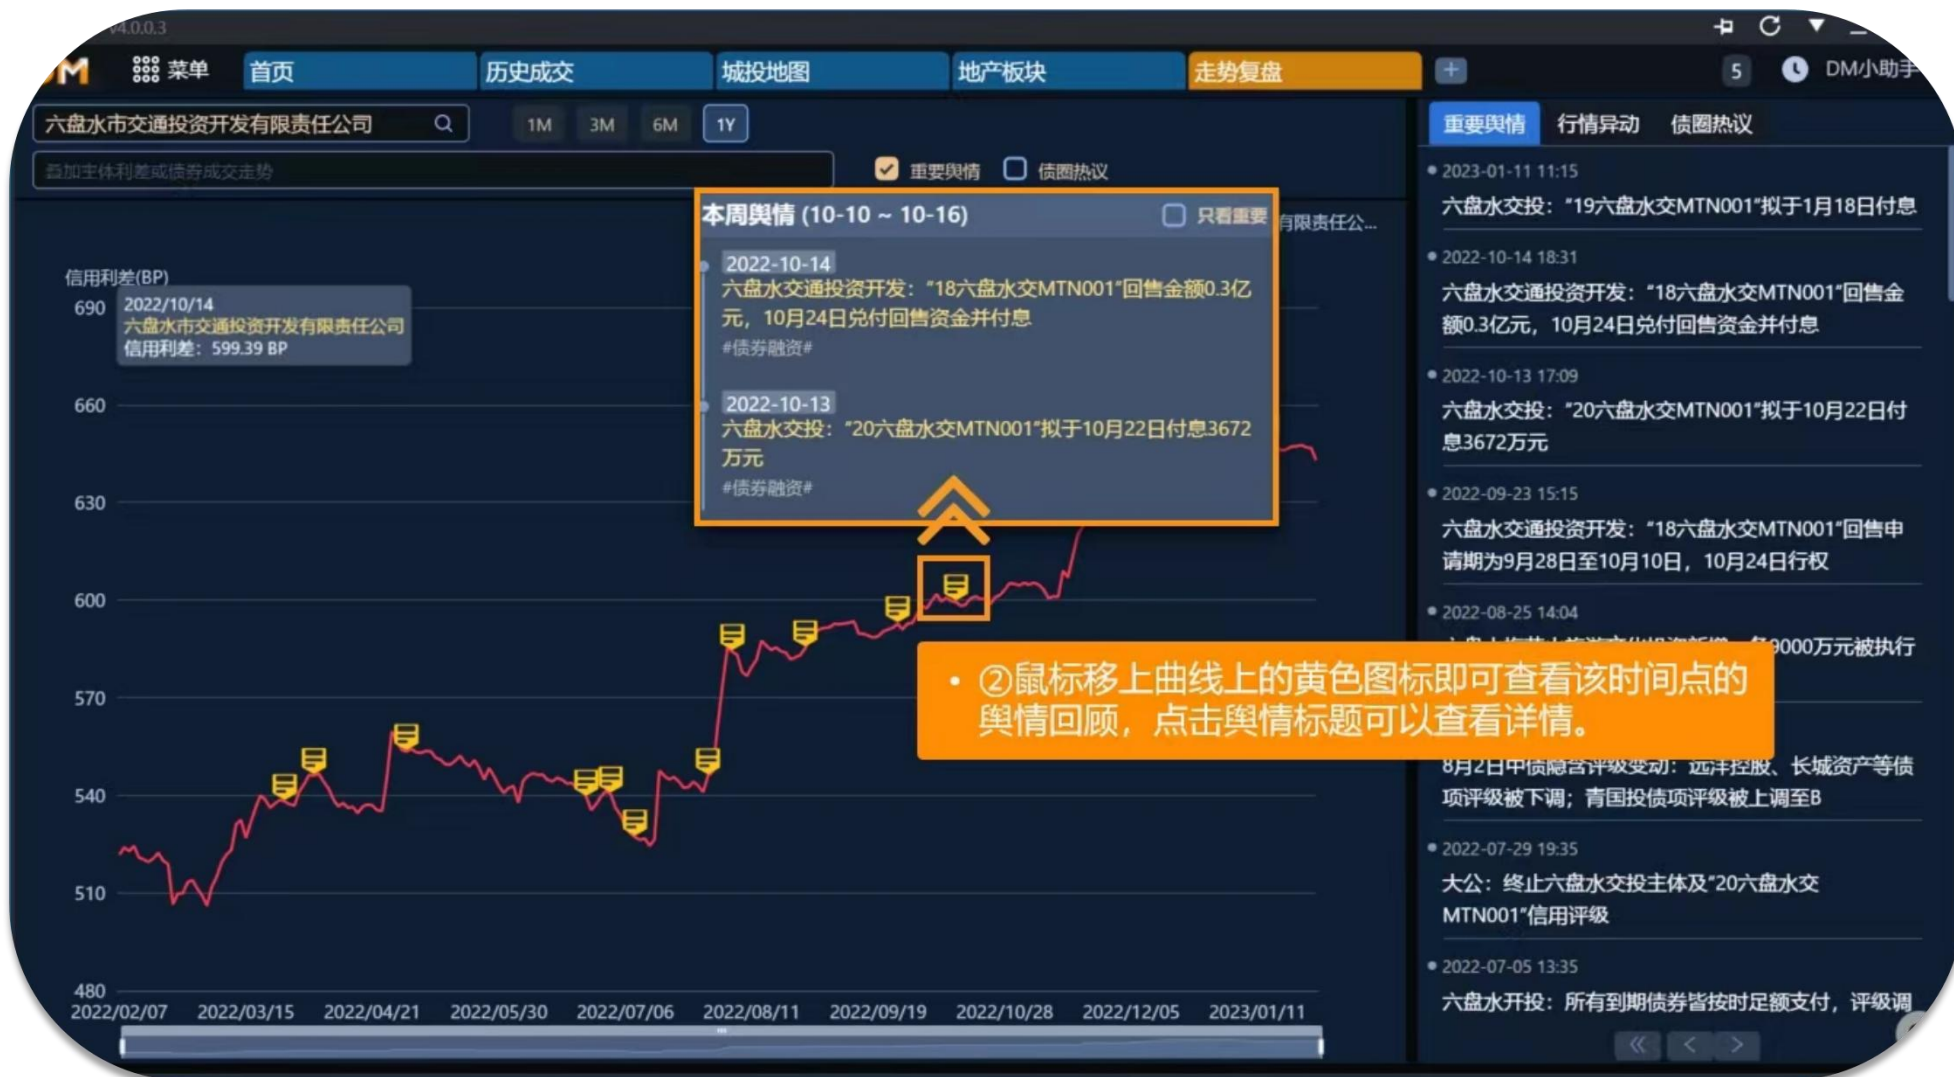 v4.0.0.3
DM 菜单 首页 历史成交 城投地图 地产板块 走势复盘 + 5 DM小助手
六盘水市交通投资开发有限责任公司 1M 3M 6M 1Y
叠加主体利差或债券成交走势 重要舆情 债圈热议
本周舆情 (10-10 ~ 10-16) 只看重要
有限责任公...
2022-10-14
六盘水交通投资开发："18六盘水交MTN001"回售金额0.3亿
元，10月24日兑付回售资金并付息
#债券融资#
2022-10-13
六盘水交投："20六盘水交MTN001"拟于10月22日付息3672
万元
#债券融资#
信用利差(BP)
2022/10/14
六盘水市交通投资开发有限责任公司
信用利差：599.39 BP
690
660
630
600
570
540
510
480
2022/02/07 2022/03/15 2022/04/21 2022/05/30 2022/07/06 2022/08/11 2022/09/19 2022/10/28 2022/12/05 2023/01/11
• ②鼠标移上曲线上的黄色图标即可查看该时间点的
舆情回顾，点击舆情标题可以查看详情。
重要舆情 行情异动 债圈热议
2023-01-11 11:15
六盘水交投："19六盘水交MTN001"拟于1月18日付息
2022-10-14 18:31
六盘水交通投资开发："18六盘水交MTN001"回售金
额0.3亿元，10月24日兑付回售资金并付息
2022-10-13 17:09
六盘水交投："20六盘水交MTN001"拟于10月22日付
息3672万元
2022-09-23 15:15
六盘水交通投资开发："18六盘水交MTN001"回售申
请期为9月28日至10月10日，10月24日行权
2022-08-25 14:04
9000万元被执行
8月2日中债隐含评级变动：远洋控股、长城资产等债
项评级被下调；青国投债项评级被上调至B
2022-07-29 19:35
大公：终止六盘水交投主体及"20六盘水交
MTN001"信用评级
2022-07-05 13:35
六盘水开投：所有到期债券皆按时足额支付，评级调